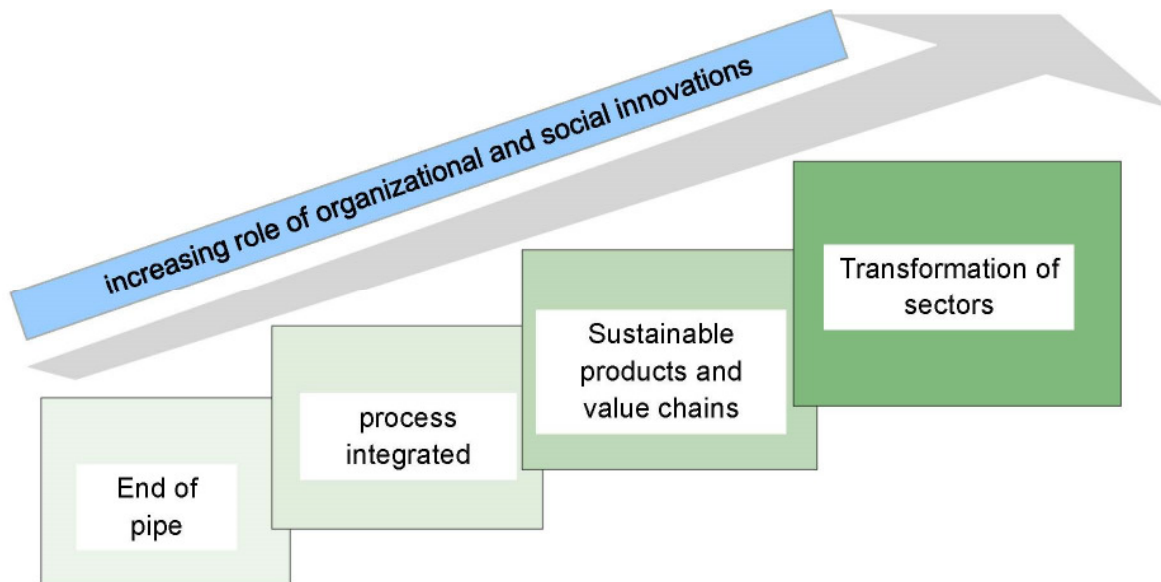 increasing role of organizational and social innovations
Transformation of
sectors
Sustainable
products and
value chains
process
integrated
End of
pipe